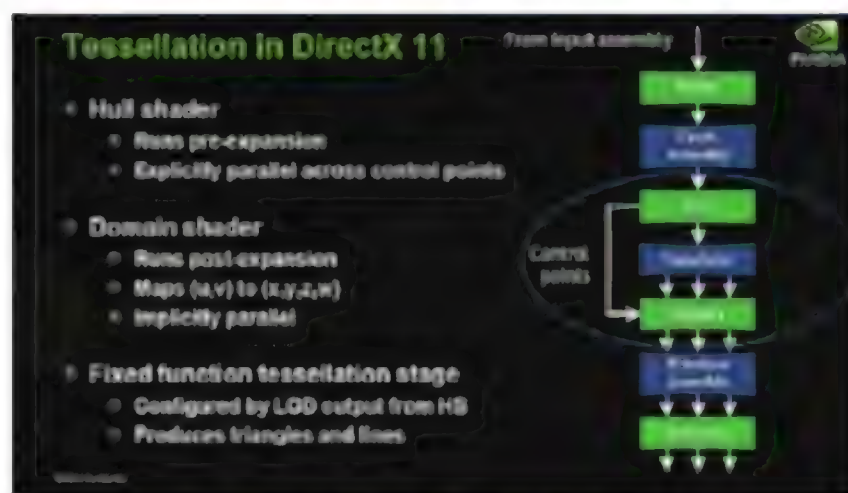 Tessellation in DirectX 11
From input assembly
NVIDIA
Hull shader
Runs pre-expansion
Explicitly parallel across control points
Domain shader
Runs post-expansion
Maps (u,v) to (x,y,z,w)
Implicitly parallel
Fixed function tessellation stage
Configured by LOD output from HS
Produces triangles and lines
Control
points